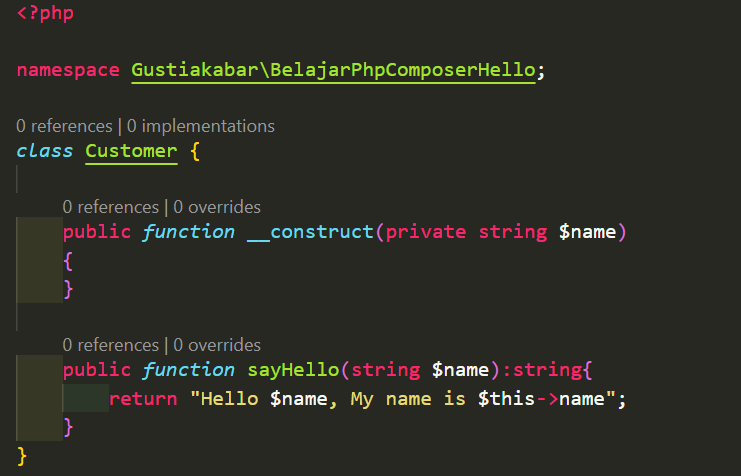 <?php
namespace Gustiakabar\BelajarPhpComposerHello;
0 references | 0 implementations
class Customer {
0 references | 0 overrides
public function __construct(private string $name)
{
}
0 references | 0 overrides
public function sayHello(string $name):string{
return "Hello $name, My name is $this->name";
}
}